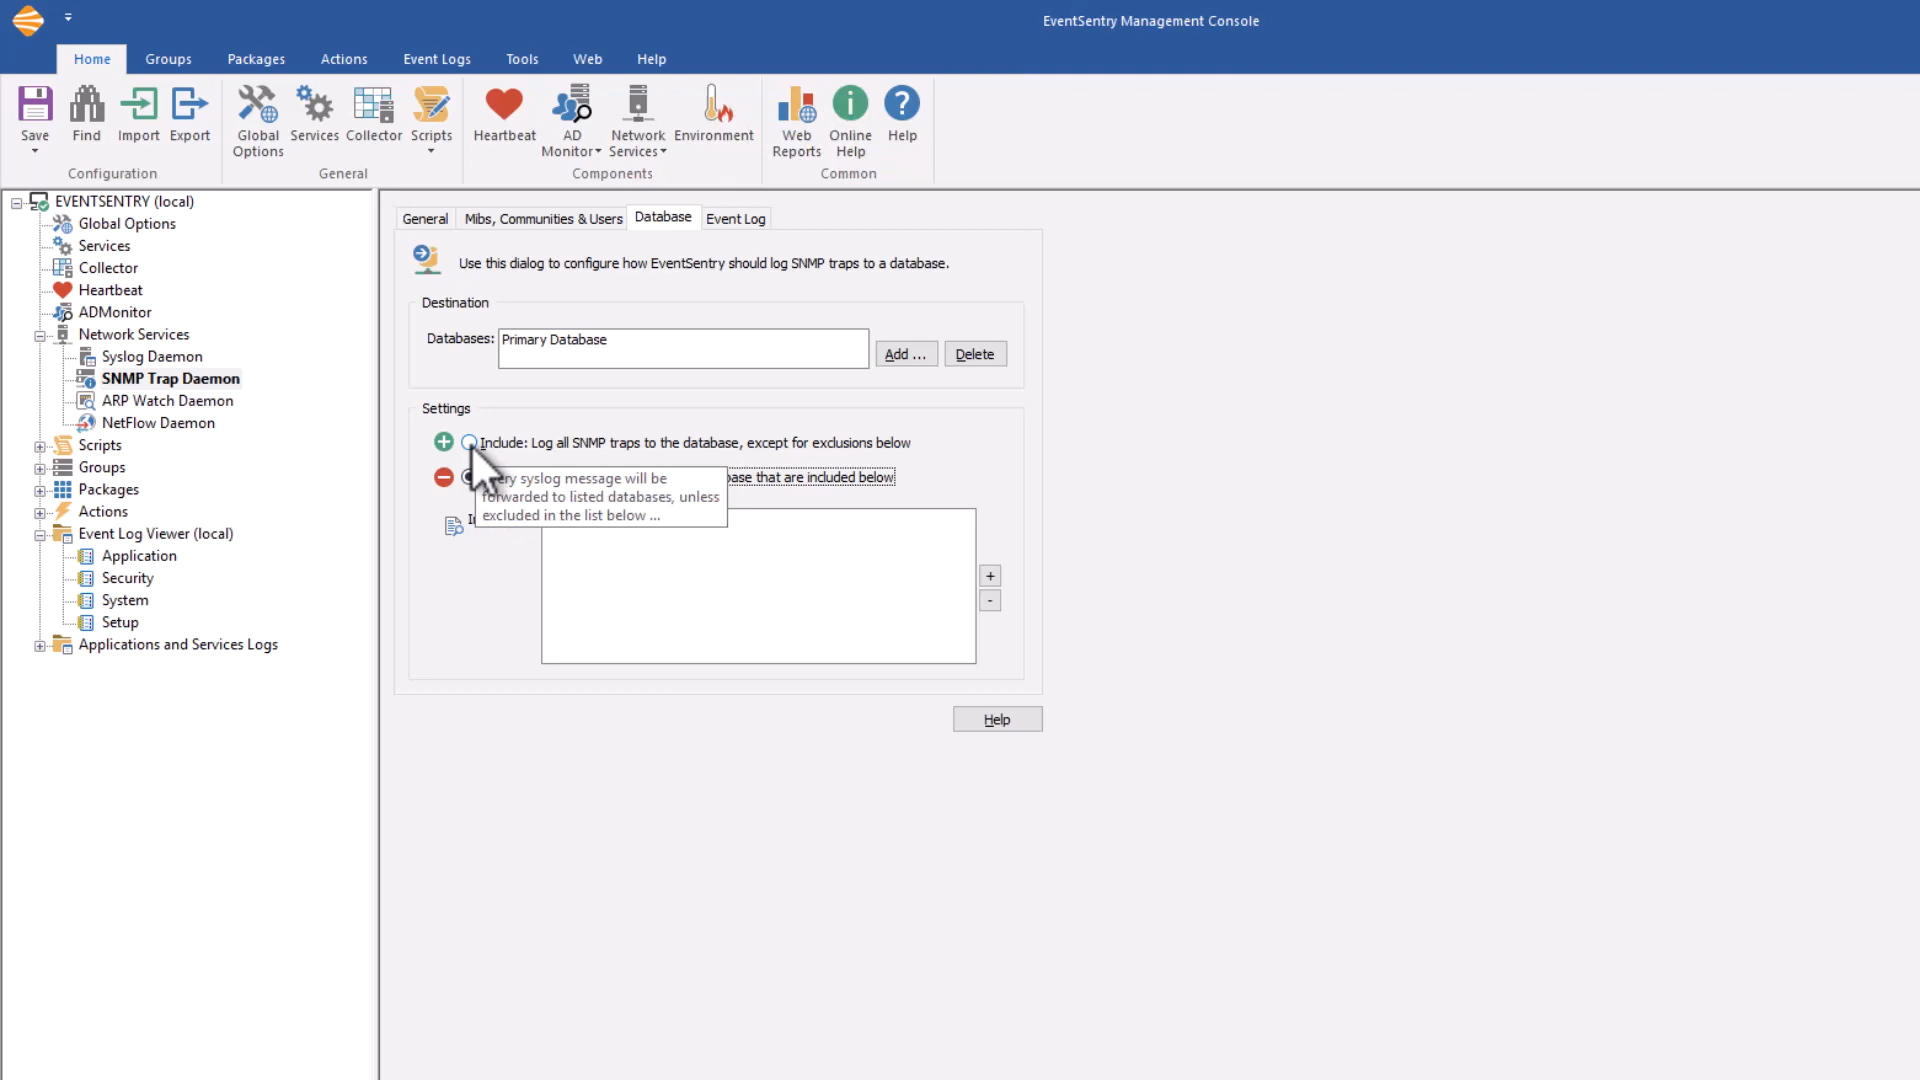 EventSentry Management Console
Home Groups Packages Actions Event Logs Tools Web Help
Save Find Import Export Global Options Services Collector Scripts Heartbeat AD Monitor Network Services Environment Web Reports Online Help Help
Configuration General Components Common
EVENTSENTRY (local)
Global Options
Services
Collector
Heartbeat
ADMonitor
Network Services
Syslog Daemon
SNMP Trap Daemon
ARP Watch Daemon
NetFlow Daemon
Scripts
Groups
Packages
Actions
Event Log Viewer (local)
Application
Security
System
Setup
Applications and Services Logs
General Mibs, Communities & Users Database Event Log
Use this dialog to configure how EventSentry should log SNMP traps to a database.
Destination
Databases: Primary Database Add ... Delete
Settings
Include: Log all SNMP traps to the database, except for exclusions below
that are included below
syslog message will be
forwarded to listed databases, unless
excluded in the list below ...
+
-
Help